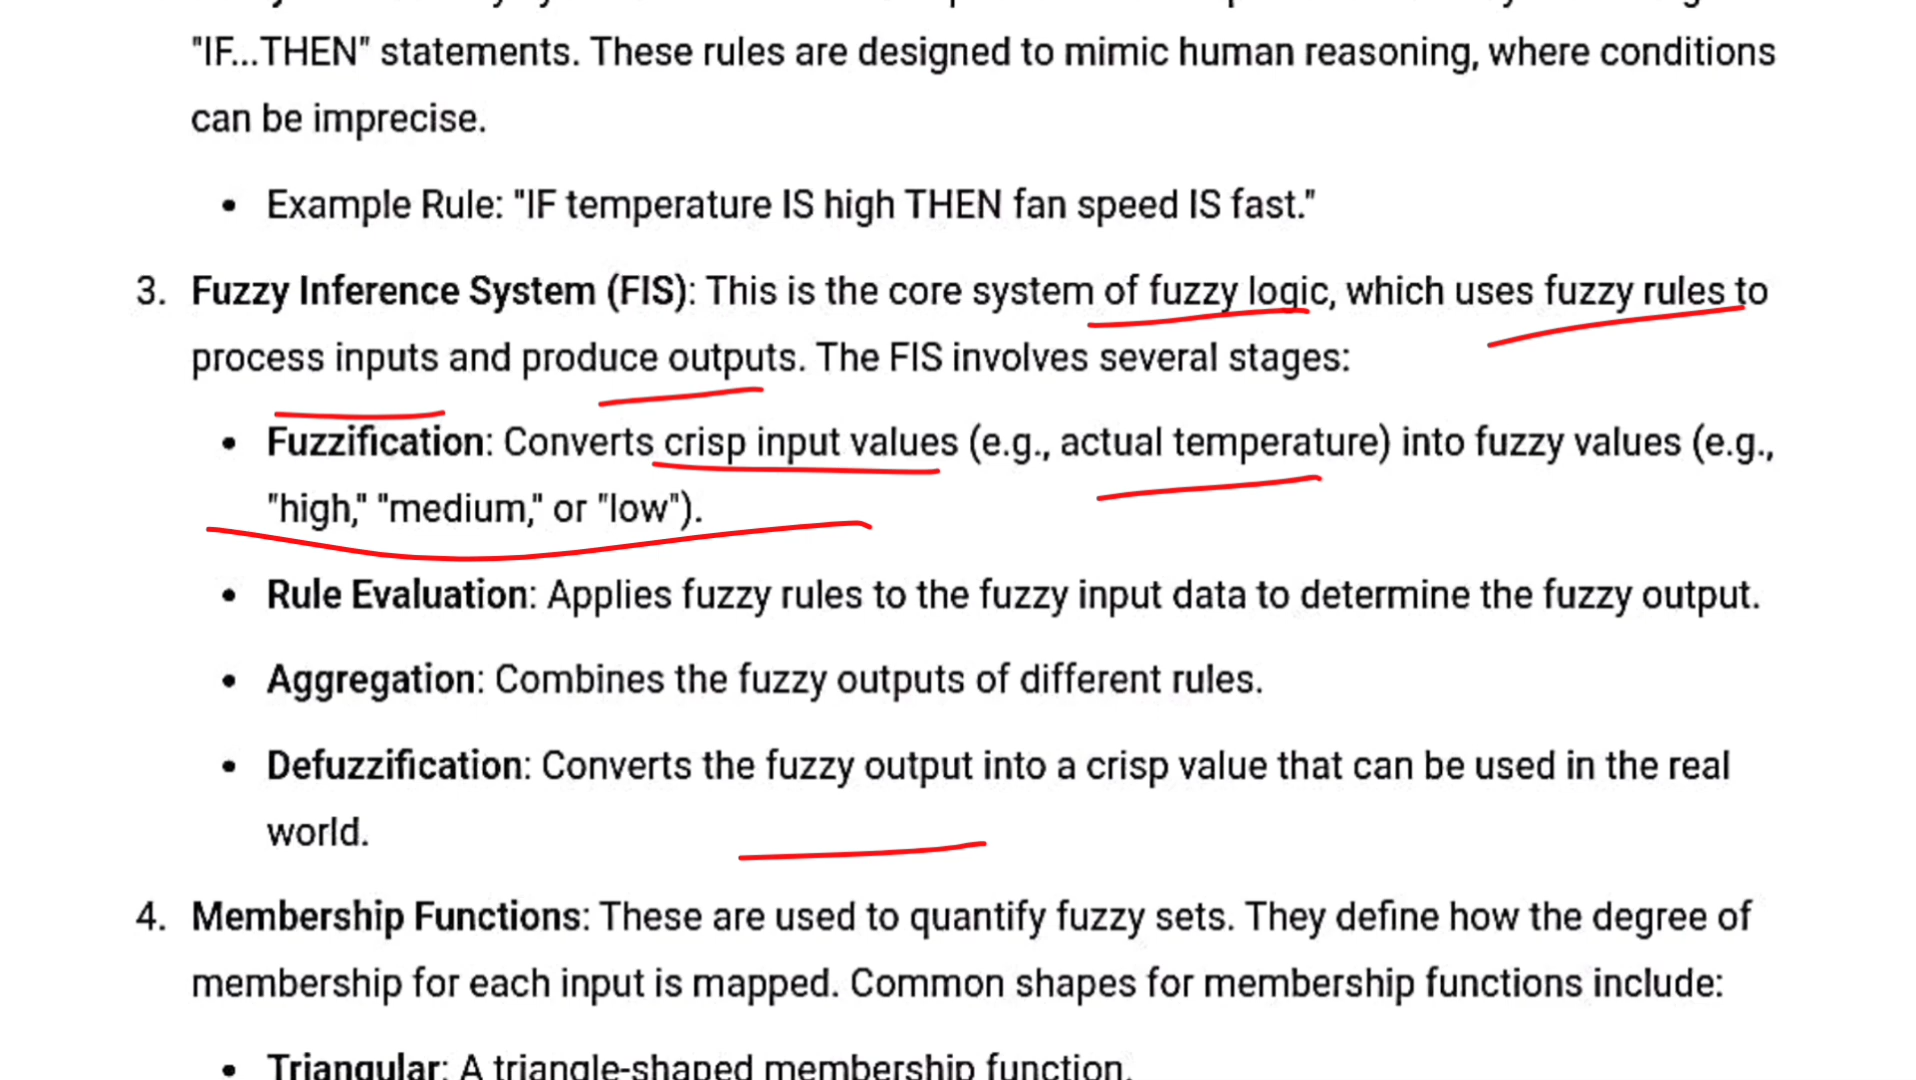 "IF...THEN" statements. These rules are designed to mimic human reasoning, where conditions
can be imprecise.
• Example Rule: "IF temperature IS high THEN fan speed IS fast."
3. Fuzzy Inference System (FIS): This is the core system of fuzzy logic, which uses fuzzy rules to
process inputs and produce outputs. The FIS involves several stages:
• Fuzzification: Converts crisp input values (e.g., actual temperature) into fuzzy values (e.g.,
"high," "medium," or "low").
• Rule Evaluation: Applies fuzzy rules to the fuzzy input data to determine the fuzzy output.
• Aggregation: Combines the fuzzy outputs of different rules.
• Defuzzification: Converts the fuzzy output into a crisp value that can be used in the real
world.
4. Membership Functions: These are used to quantify fuzzy sets. They define how the degree of
membership for each input is mapped. Common shapes for membership functions include:
• Triangular: A triangle-shaped membership function.